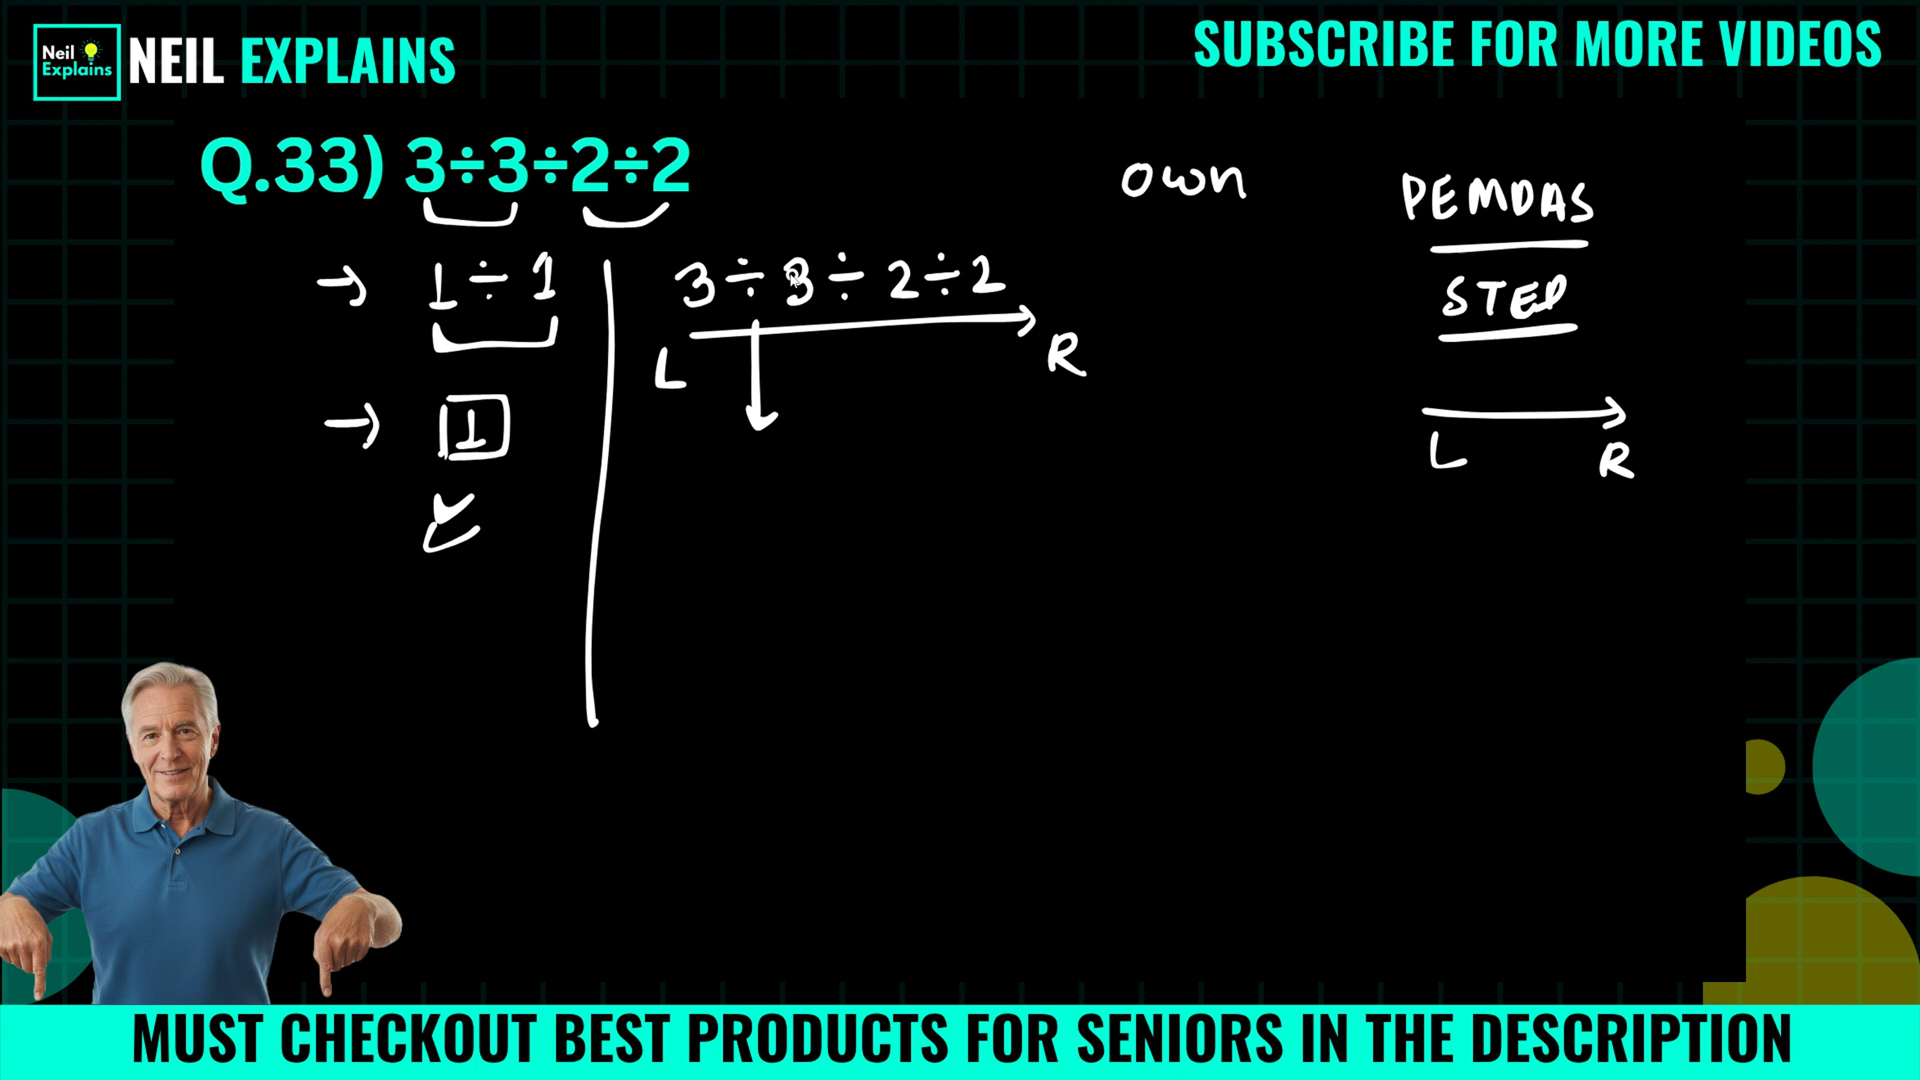 Neil
Explains
NEIL EXPLAINS
SUBSCRIBE FOR MORE VIDEOS
Q.33) 3÷3÷2÷2
own
PEMDAS
→ 1÷1
3÷3÷2÷2
STEP
L
R
→ 1
L R
MUST CHECKOUT BEST PRODUCTS FOR SENIORS IN THE DESCRIPTION